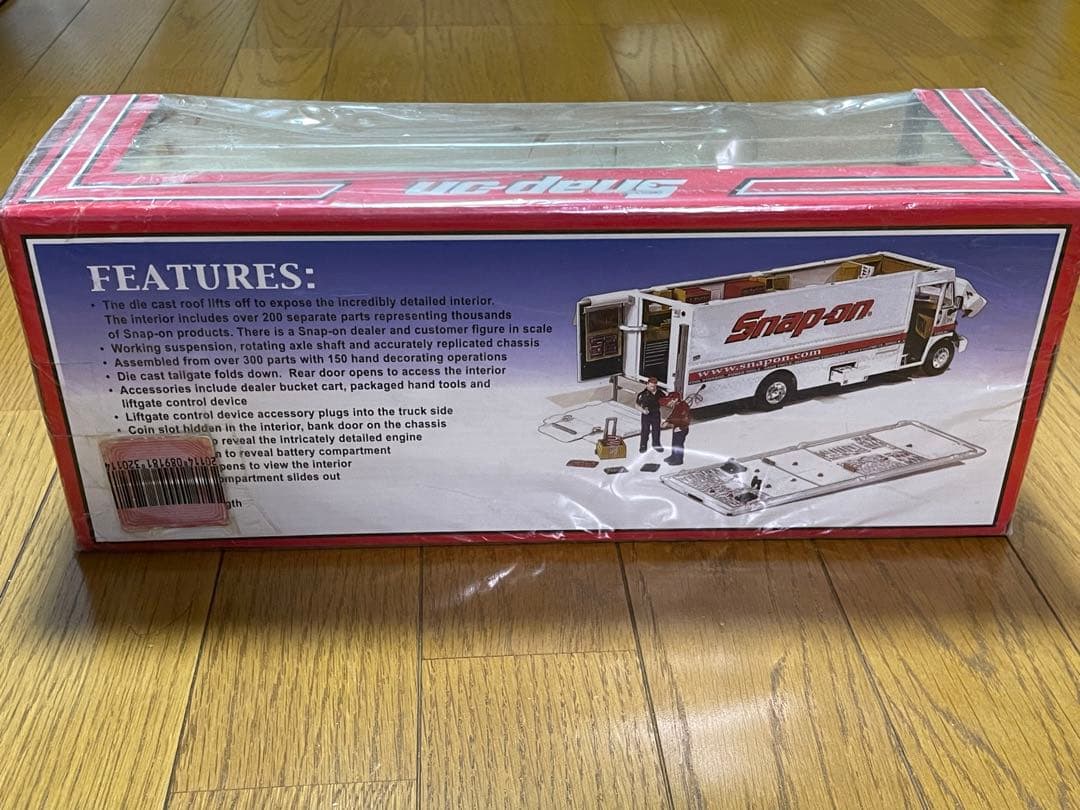 Snap-on
FEATURES:
• The die cast roof lifts off to expose the incredibly detailed interior.
The interior includes over 200 separate parts representing thousands
of Snap-on products. There is a Snap-on dealer and customer figure in scale
• Working suspension, rotating axle shaft and accurately replicated chassis
• Assembled from over 300 parts with 150 hand decorating operations
• Die cast tailgate folds down. Rear door opens to access the interior
• Accessories include dealer bucket cart, packaged hand tools and
liftgate control device
• Liftgate control device accessory plugs into the truck side
• Coin slot hidden in the interior, bank door on the chassis
reveal the intricately detailed engine
to reveal battery compartment
pens to view the interior
mpartment slides out
gth
Snap-on®
www.snapon.com